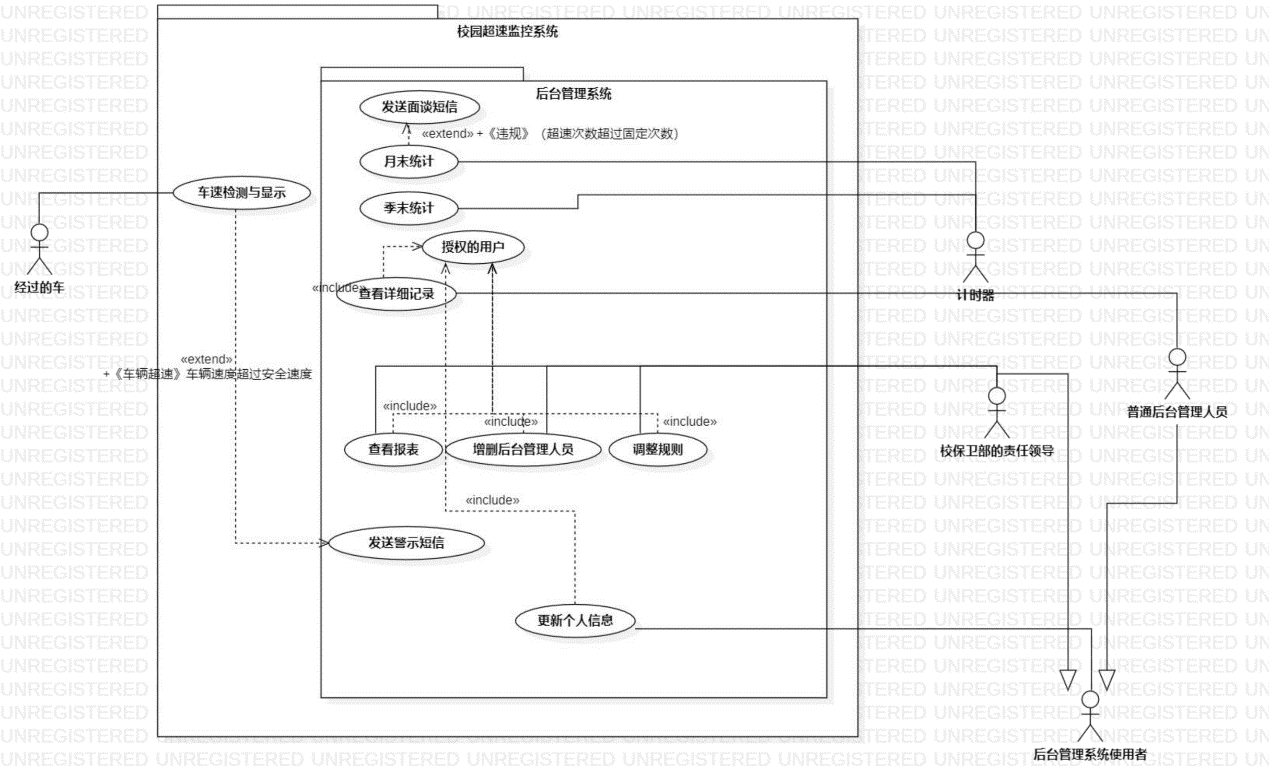 校园超速监控系统
后台管理系统
发送面谈短信
«extend» +《违规》（超速次数超过固定次数）
月末统计
车速检测与显示
季末统计
授权的用户
经过的车
«include»
查看详细记录
计时器
«extend»
+《车辆超速》车辆速度超过安全速度
普通后台管理人员
«include»
«include»
«include»
查看报表
增删后台管理人员
调整规则
校保卫部的责任领导
«include»
发送警示短信
更新个人信息
后台管理系统使用者
UNREGISTERED